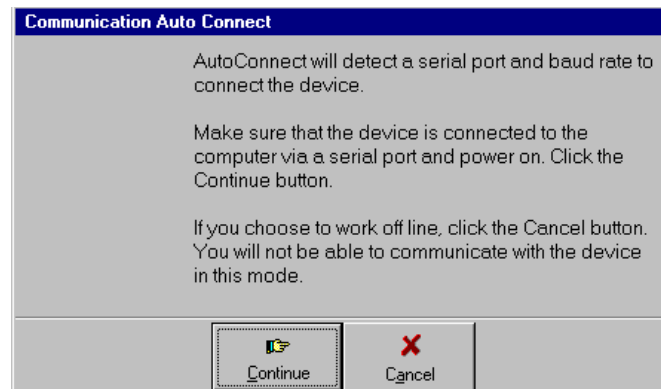 Communication Auto Connect
AutoConnect will detect a serial port and baud rate to
connect the device.
Make sure that the device is connected to the
computer via a serial port and power on. Click the
Continue button.
If you choose to work off line, click the Cancel button.
You will not be able to communicate with the device
in this mode.
Continue
Cancel